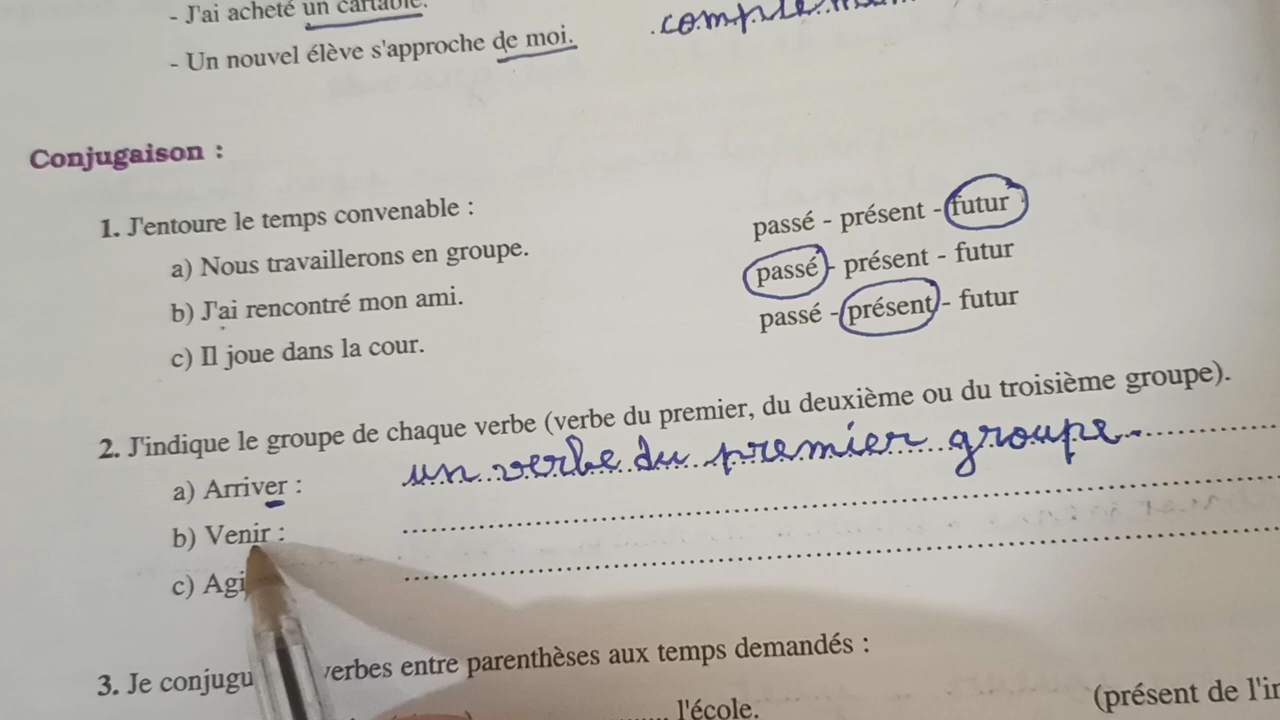 - J'ai acheté un cartable.
- Un nouvel élève s'approche de moi.
Conjugaison :
1. J'entoure le temps convenable :
a) Nous travaillerons en groupe. passé - présent - futur
b) J'ai rencontré mon ami. passé - présent - futur
c) Il joue dans la cour. passé - présent - futur
2. J'indique le groupe de chaque verbe (verbe du premier, du deuxième ou du troisième groupe).
a) Arriver : un verbe du premier groupe.
b) Venir :
c) Agi
3. Je conjugu verbes entre parenthèses aux temps demandés :
l'école. (présent de l'in